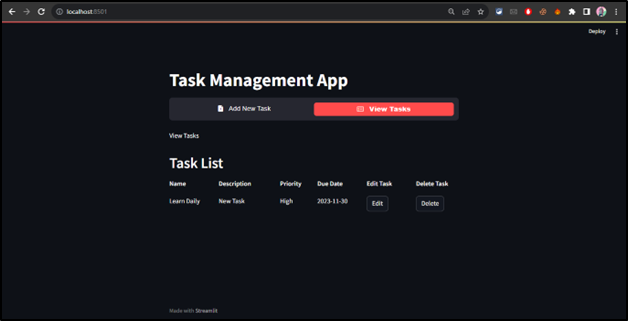 localhost:8501
Deploy
Task Management App
Add New Task View Tasks
View Tasks
Task List
Name Description Priority Due Date Edit Task Delete Task
Learn Daily New Task High 2023-11-30 Edit Delete
Made with Streamlit